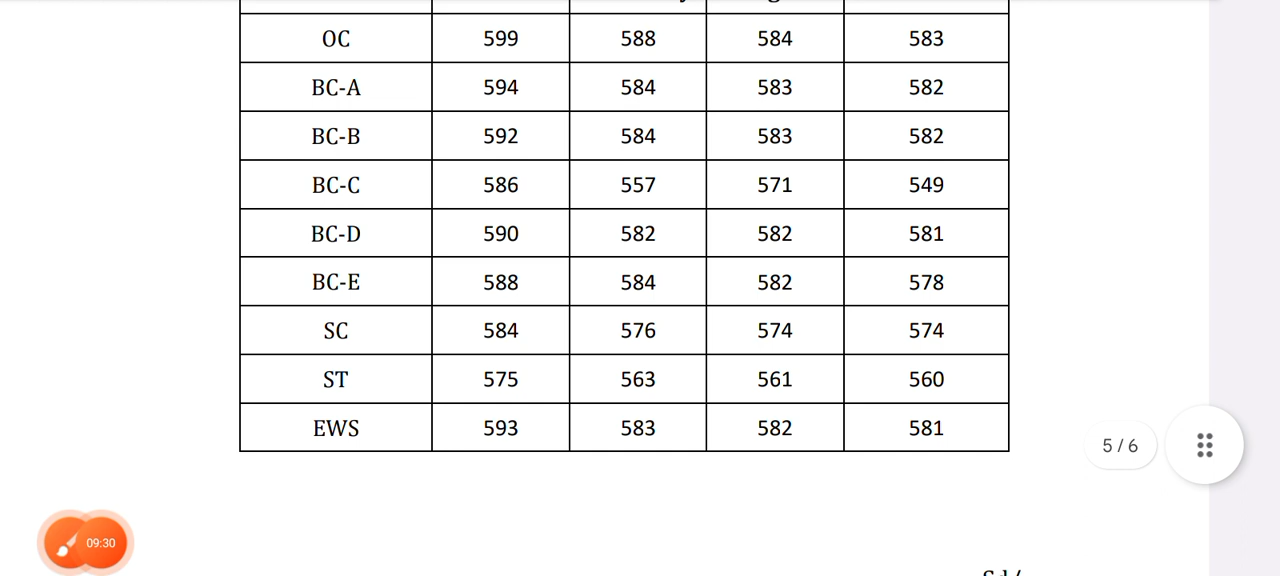 OC 599 588 584 583
BC-A 594 584 583 582
BC-B 592 584 583 582
BC-C 586 557 571 549
BC-D 590 582 582 581
BC-E 588 584 582 578
SC 584 576 574 574
ST 575 563 561 560
EWS 593 583 582 581
5 / 6
09:30